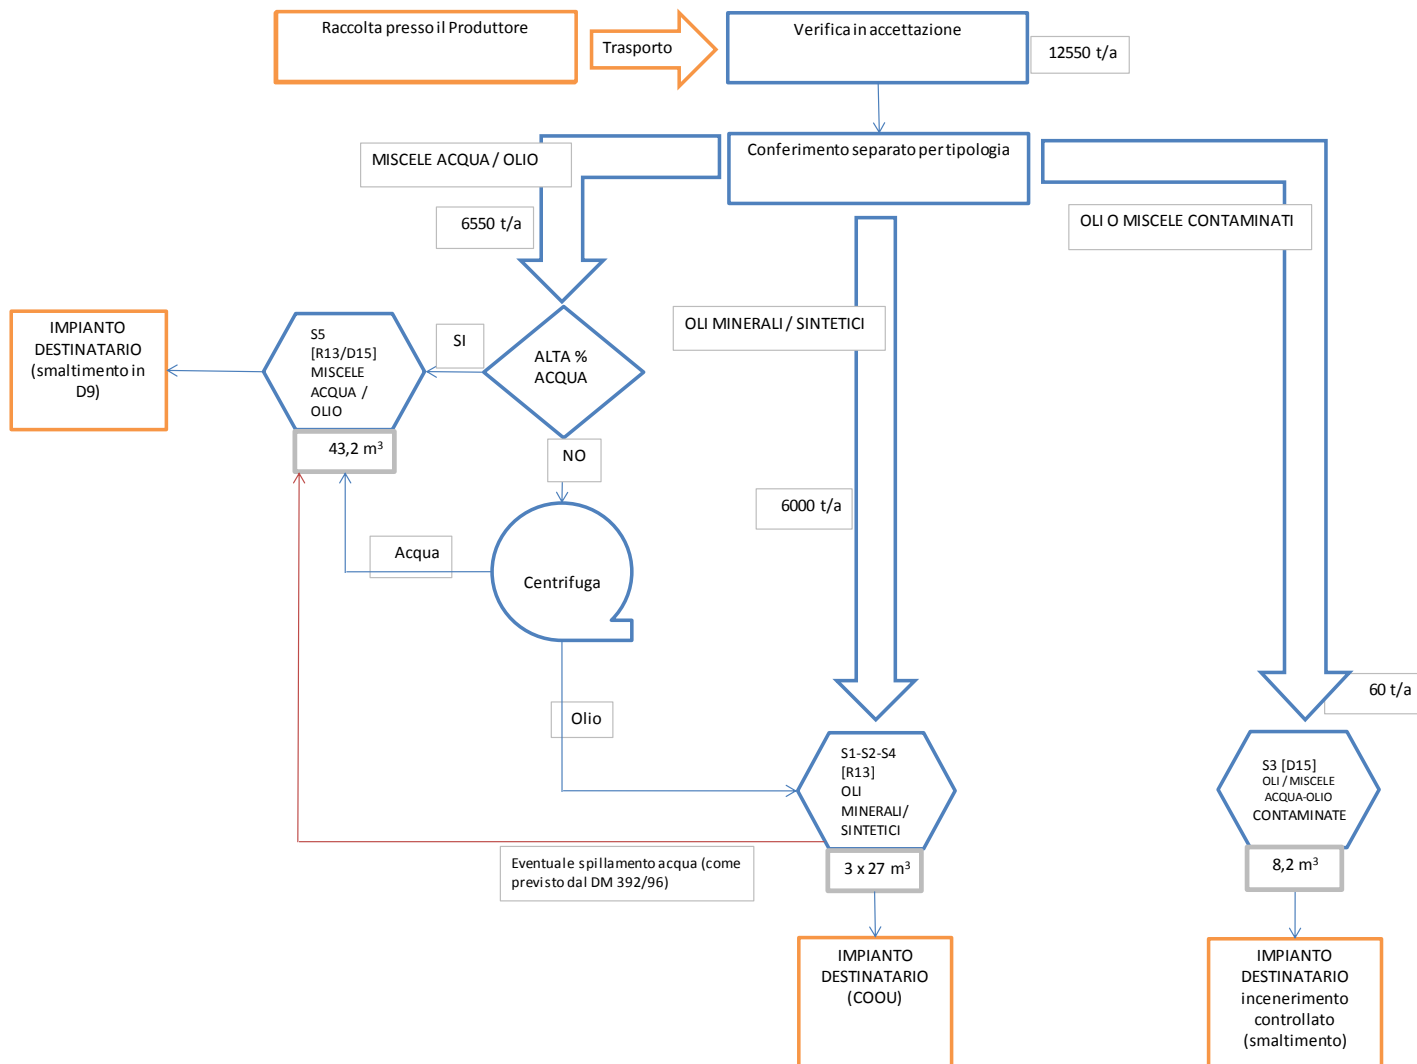 Raccolta presso il Produttore
Trasporto
Verifica in accettazione
12550 t/a
MISCELE ACQUA / OLIO
Conferimento separato per tipologia
6550 t/a
OLI O MISCELE CONTAMINATI
IMPIANTO
DESTINATARIO
(smaltimento in
D9)
S5
[R13/D15]
MISCELE
ACQUA /
OLIO
43,2 m³
SI
ALTA %
ACQUA
OLI MINERALI / SINTETICI
NO
6000 t/a
Acqua
Centrifuga
Olio
60 t/a
S1-S2-S4
[R13]
OLI
MINERALI/
SINTETICI
3 x 27 m³
S3 [D15]
OLI / MISCELE
ACQUA-OLIO
CONTAMINATE
8,2 m³
Eventuale spillamento acqua (come
previsto dal DM 392/96)
IMPIANTO
DESTINATARIO
(COOU)
IMPIANTO
DESTINATARIO
incenerimento
controllato
(smaltimento)